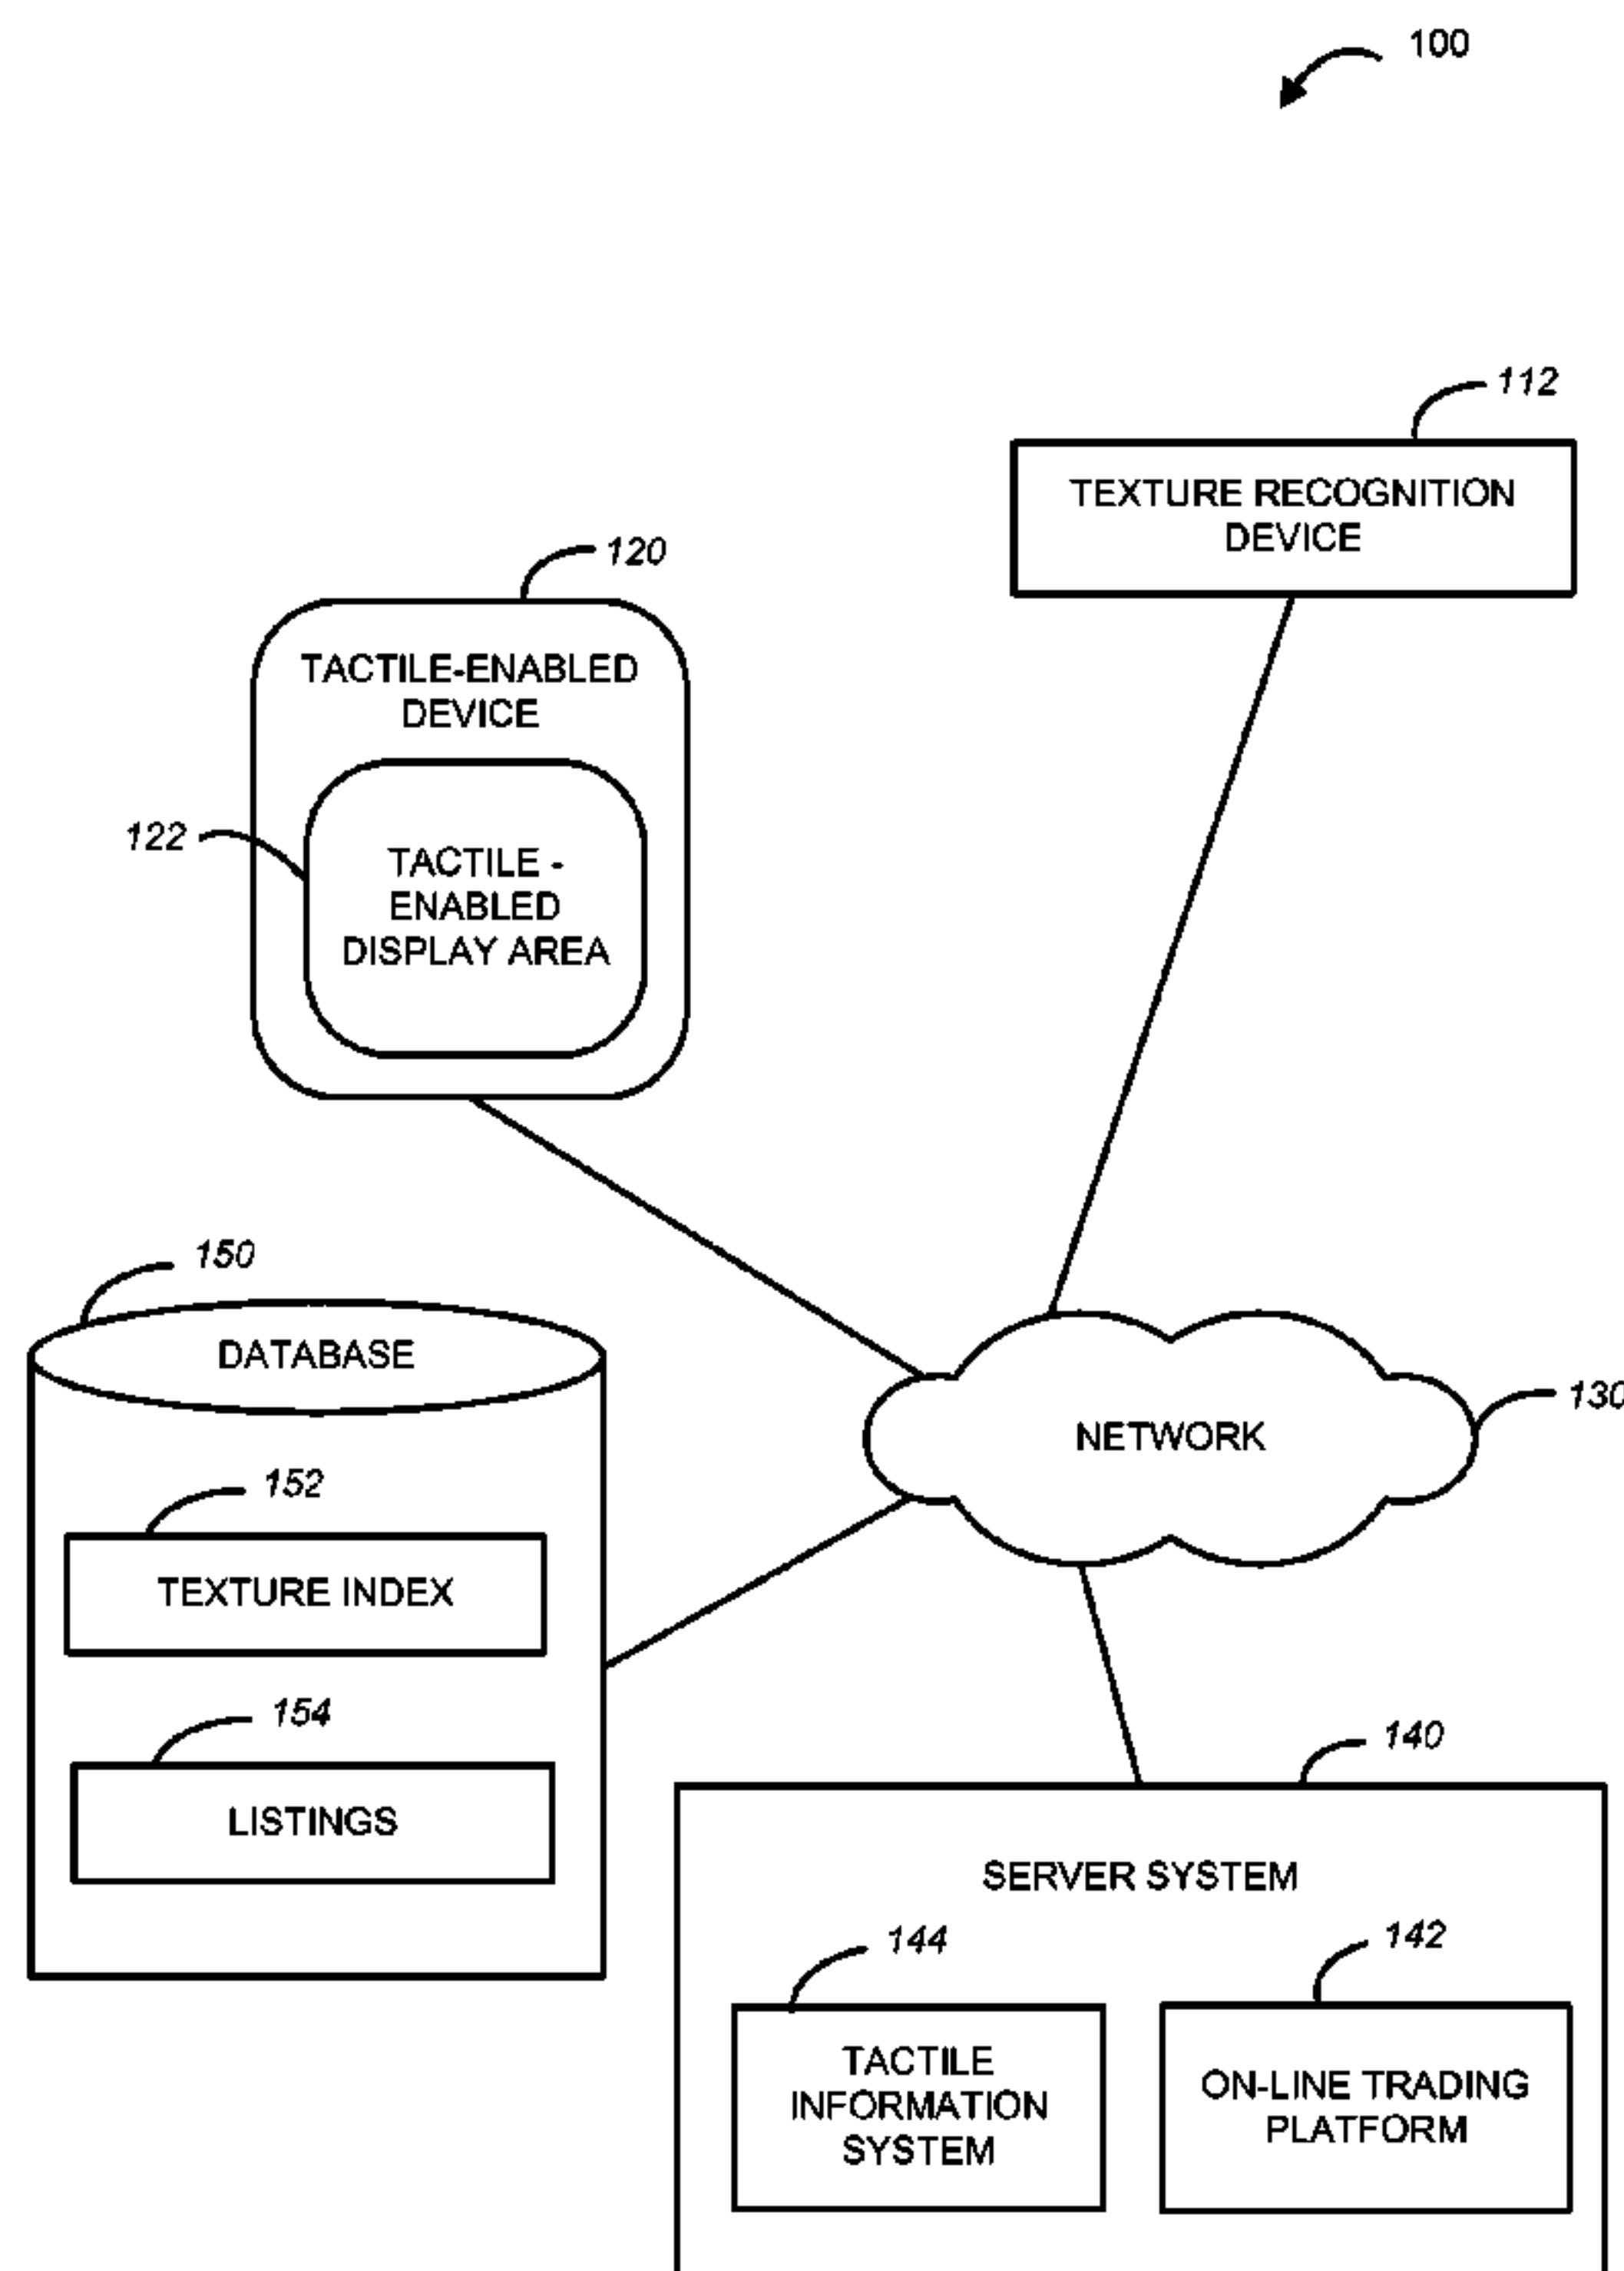 100
112
TEXTURE RECOGNITION
DEVICE
120
TACTILE-ENABLED
DEVICE
122
TACTILE -
ENABLED
DISPLAY AREA
150
DATABASE
130
NETWORK
152
TEXTURE INDEX
154
LISTINGS
140
SERVER SYSTEM
144
142
TACTILE
INFORMATION
SYSTEM
ON-LINE TRADING
PLATFORM